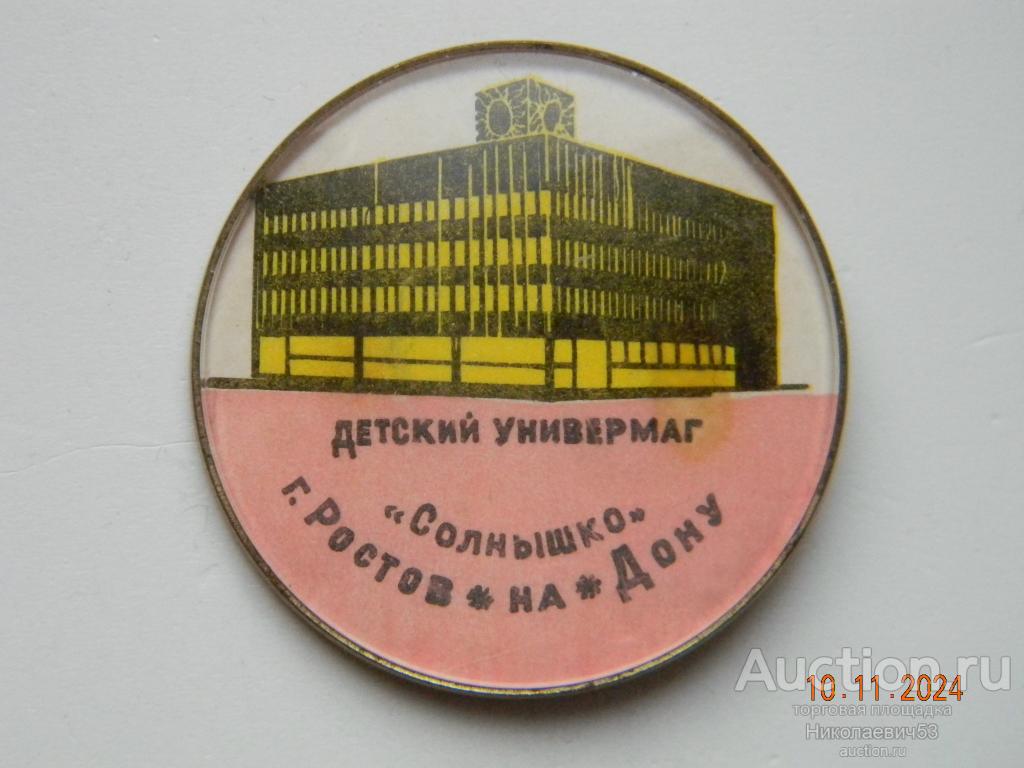 ДЕТСКИЙ УНИВЕРМАГ
«Солнышко»
г. Ростов * на * Дону
Auction.ru
10.11.2024
торговая площадка
Николаевич53
auction.ru